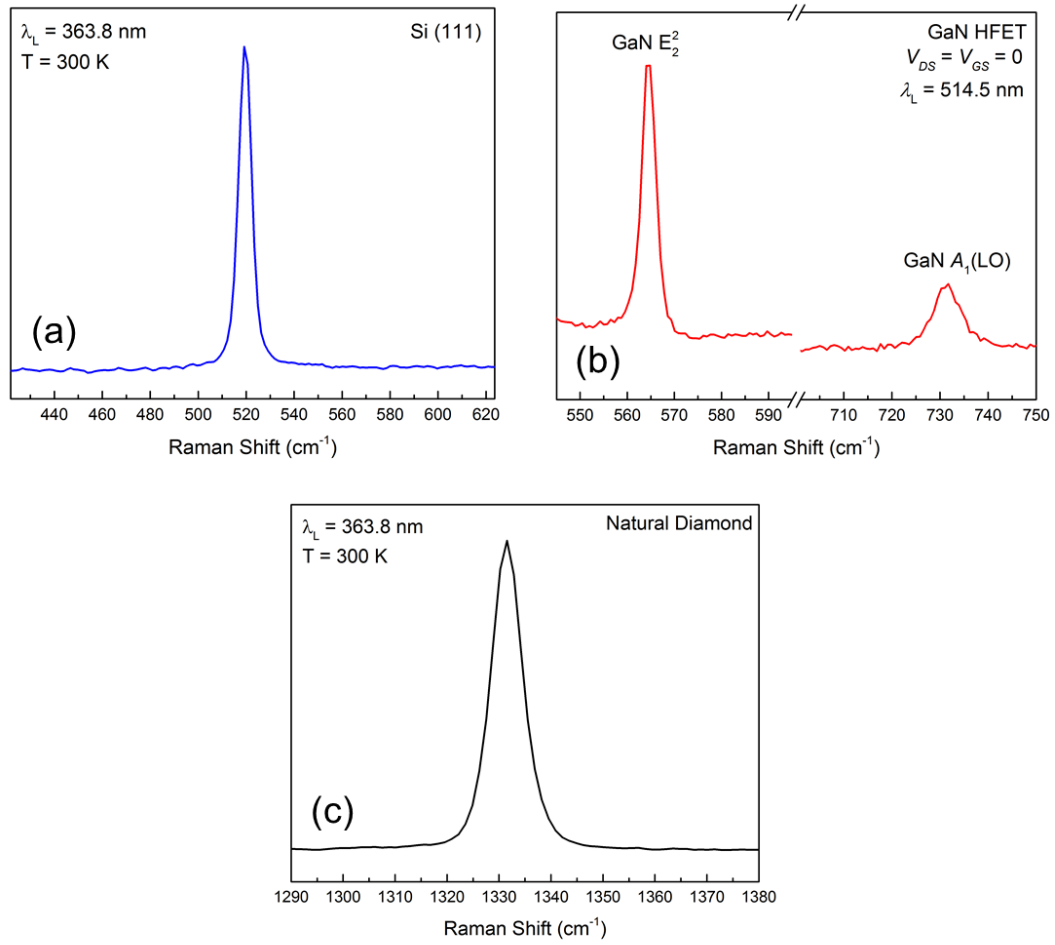 λL = 363.8 nm
T = 300 K
Si (111)
(a)
440 460 480 500 520 540 560 580 600 620
Raman Shift (cm-1)
GaN E22
GaN HFET
VDS = VGS = 0
λL = 514.5 nm
GaN A1(LO)
(b)
550 560 570 580 590 710 720 730 740 750
Raman Shift (cm-1)
λL = 363.8 nm
T = 300 K
Natural Diamond
(c)
1290 1300 1310 1320 1330 1340 1350 1360 1370 1380
Raman Shift (cm-1)